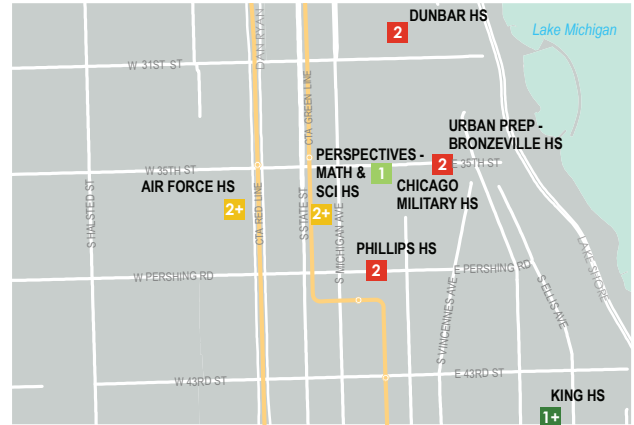 DUNBAR HS
2
Lake Michigan
DAN RYAN
W 31ST ST
CTA GREEN LINE
URBAN PREP -
BRONZEVILLE HS
PERSPECTIVES -
MATH &
SCI HS
1
2
W 35TH ST
E 35TH ST
AIR FORCE HS
2+
2+
CHICAGO
MILITARY HS
S HALSTED ST
CTA RED LINE
S STATE ST
S MICHIGAN AVE
PHILLIPS HS
2
W PERSHING RD
E PERSHING RD
LAKE SHORE
S VINCENNES AVE
S ELLIS AVE
W 43RD ST
E 43RD ST
KING HS
1+